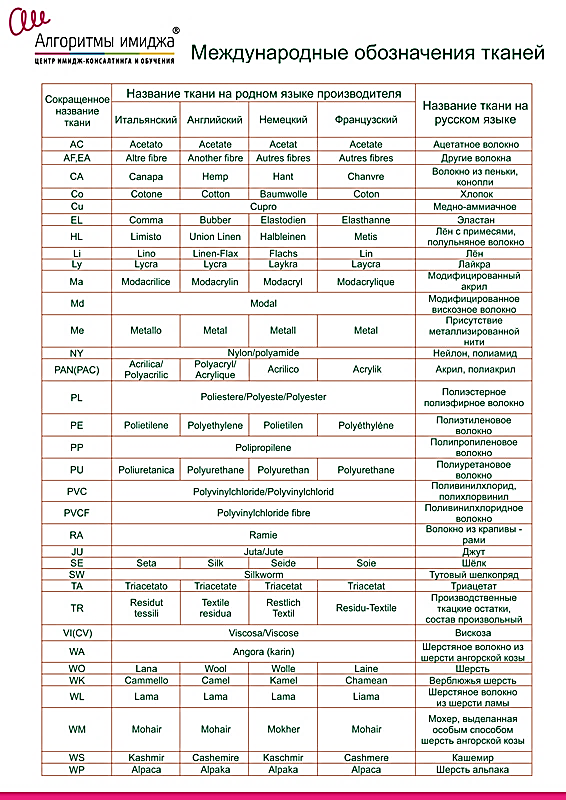 Алгоритмы имиджа®
ЦЕНТР ИМИДЖ-КОНСАЛТИНГА И ОБУЧЕНИЯ
Международные обозначения тканей
Сокращенное название ткани | Название ткани на родном языке производителя | Название ткани на русском языке
Итальянский | Английский | Немецкий | Французский
AC | Acetato | Acetate | Acetat | Acetate | Ацетатное волокно
AF,EA | Altre fibre | Another fibre | Autres fibres | Autres fibres | Другие волокна
CA | Canapa | Hemp | Hant | Chanvre | Волокно из пеньки, конопли
Co | Cotone | Cotton | Baumwolle | Coton | Хлопок
Cu | Cupro | Медно-аммиачное
EL | Comma | Bubber | Elastodien | Elasthanne | Эластан
HL | Limisto | Union Linen | Halbleinen | Metis | Лён с примесями, полульняное волокно
Li | Lino | Linen-Flax | Flachs | Lin | Лён
Ly | Lycra | Lycra | Laykra | Laycra | Лайкра
Ma | Modacrilice | Modacrylin | Modacryl | Modacrylique | Модифицированный акрил
Md | Modal | Модифицированное вискозное волокно
Me | Metallo | Metal | Metall | Metal | Присутствие металлизированной нити
NY | Nylon/polyamide | Нейлон, полиамид
PAN(PAC) | Acrilica/ Polyacrilic | Polyacryl/ Acrylique | Acrilico | Acrylik | Акрил, полиакрил
PL | Poliestere/Polyeste/Polyester | Полиэстерное полиэфирное волокно
PE | Polietilene | Polyethylene | Polietilen | Polyéthyléne | Полиэтиленовое волокно
PP | Polipropilene | Полипропиленовое волокно
PU | Poliuretanica | Polyurethane | Polyurethan | Polyurethane | Полиуретановое волокно
PVC | Polyvinylchloride/Polyvinylchlorid | Поливинилхлорид, полихлорвинил
PVCF | Polyvinylchloride fibre | Поливинилхлоридное волокно
RA | Ramie | Волокно из крапивы - рами
JU | Juta/Jute | Джут
SE | Seta | Silk | Seide | Soie | Шёлк
SW | Silkworm | Тутовый шелкопряд
TA | Triacetato | Triacetate | Triacetat | Triacetat | Триацетат
TR | Residut tessili | Textile residua | Restlich Textil | Residu-Textile | Производственные ткацкие остатки, состав произвольный
VI(CV) | Viscosa/Viscose | Вискоза
WA | Angora (karin) | Шерстяное волокно из шерсти ангорской козы
WO | Lana | Wool | Wolle | Laine | Шерсть
WK | Cammello | Camel | Kamel | Chamean | Верблюжья шерсть
WL | Lama | Lama | Lama | Liama | Шерстяное волокно из шерсти ламы
WM | Mohair | Mohair | Mokher | Mohair | Мохер, выделанная особым способом шерсть ангорской козы
WS | Kashmir | Cashemire | Kaschmir | Cashmere | Кашемир
WP | Alpaca | Alpaka | Alpaka | Alpaca | Шерсть альпака